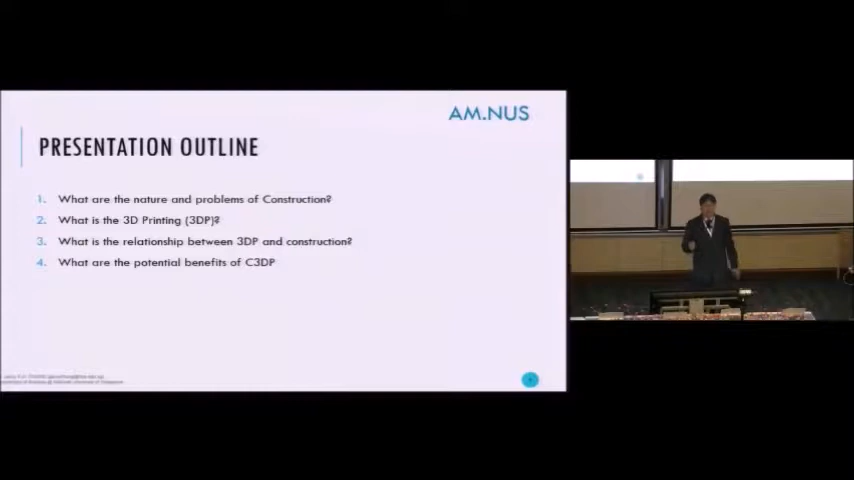 AM.NUS
PRESENTATION OUTLINE
1. What are the nature and problems of Construction?
2. What is the 3D Printing (3DP)?
3. What is the relationship between 3DP and construction?
4. What are the potential benefits of C3DP